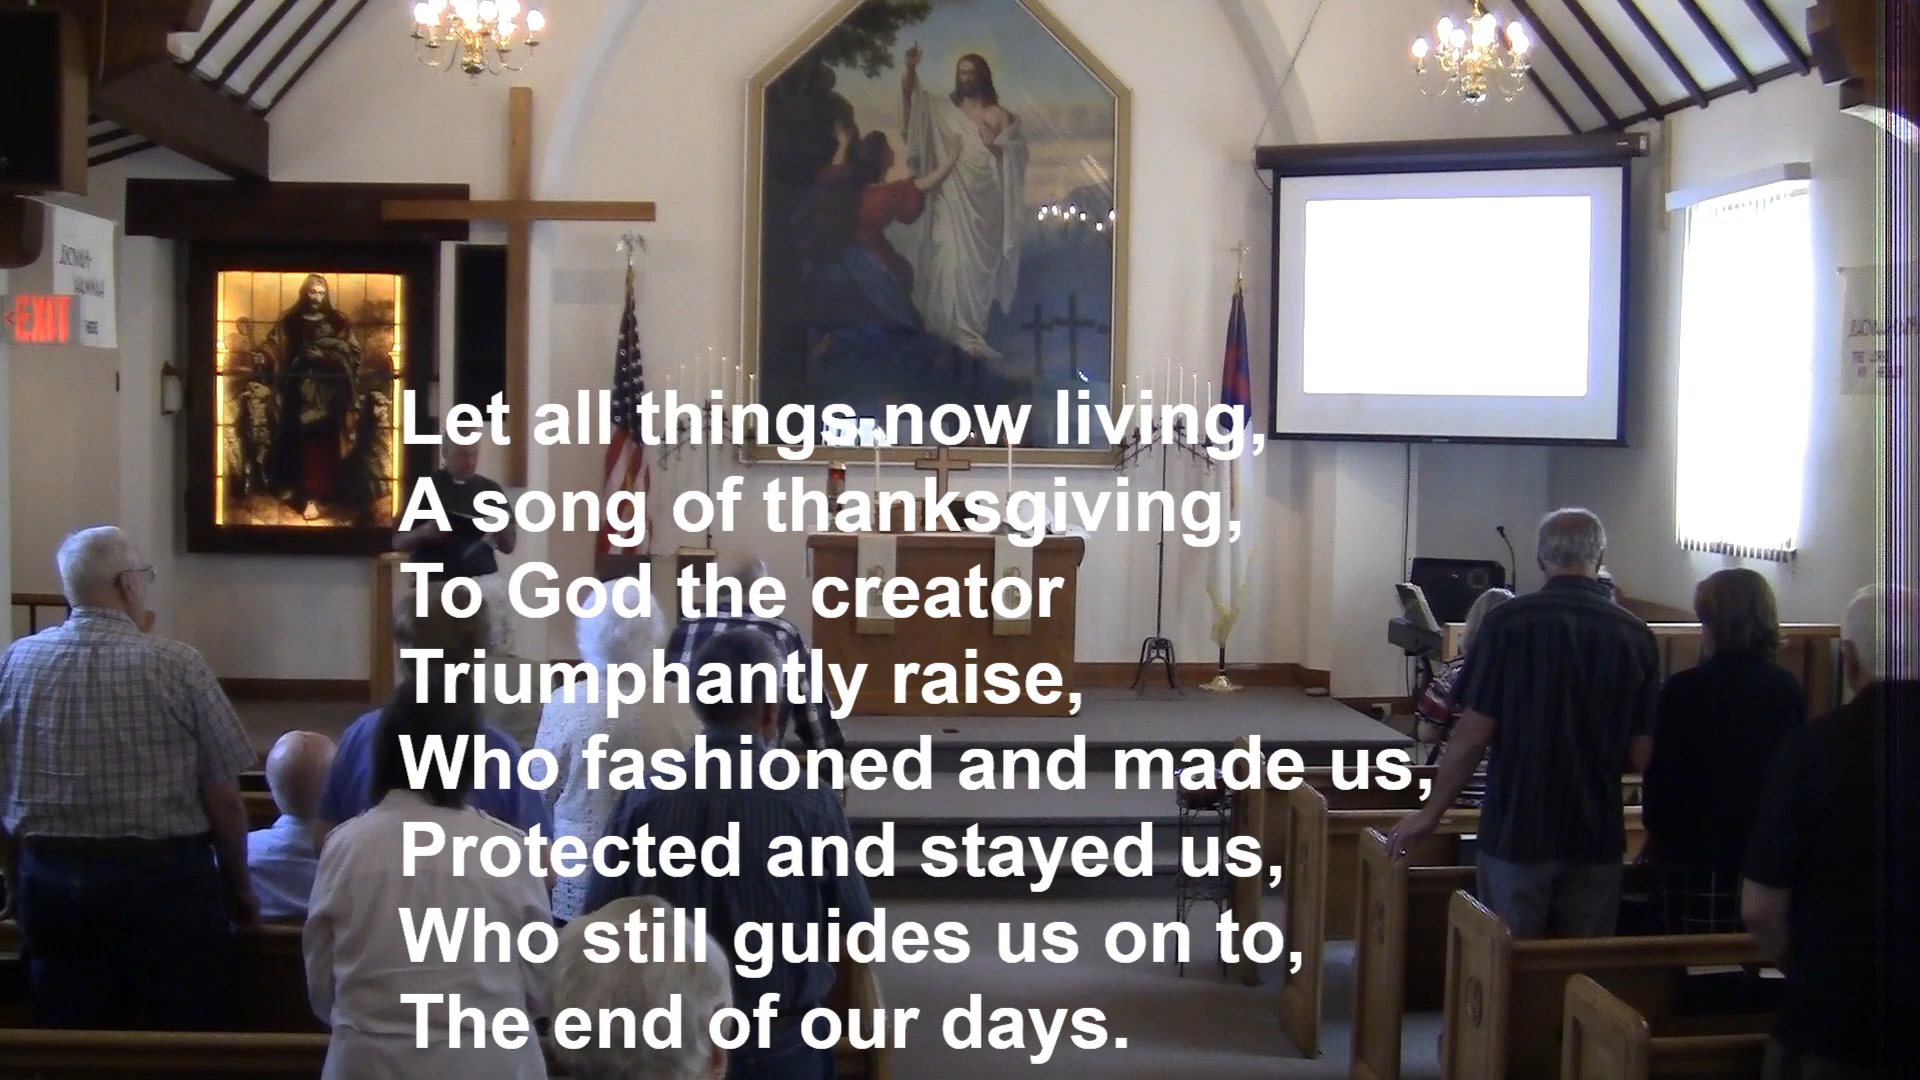 EXIT
Let all things now living,
A song of thanksgiving,
To God the creator
Triumphantly raise,
Who fashioned and made us,
Protected and stayed us,
Who still guides us on to,
The end of our days.